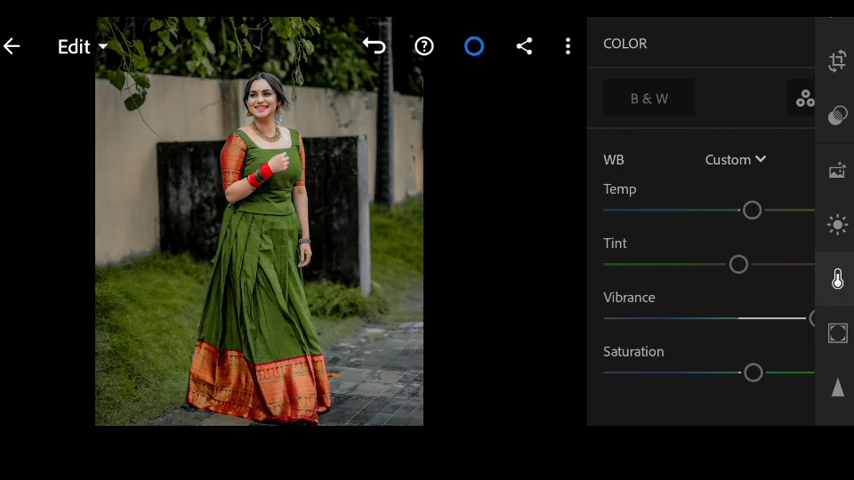 Edit
COLOR
B & W
WB Custom
Temp
Tint
Vibrance
Saturation